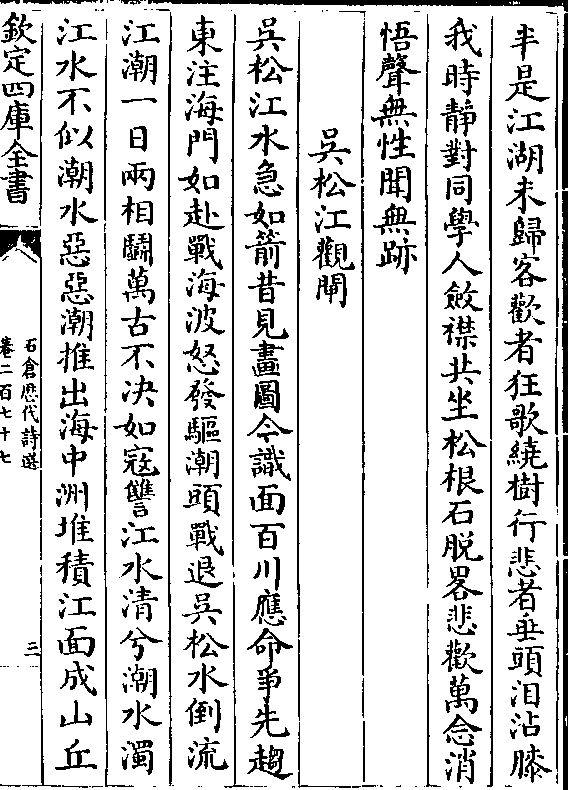 半是江湖未歸客歡者狂歌繞樹行悲者垂頭泪沾膝
我時静對同學人斂襟共坐松根石脱畧悲歡萬念消
悟聲無性聞無跡
吳松江觀閘
吳松江水急如箭昔見畫圖今識面百川應命爭先趨
東注海門如赴戰海波怒發驅潮頭戰退吳松水倒流
江潮一日兩相鬭萬古不決如寇讐江水清兮潮水濁
江水不似潮水惡惡潮推出海中洲堆積江面成山丘
欽定四庫全書
石倉歴代詩選
卷二百七十七
三